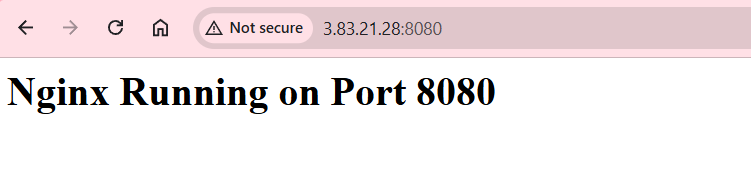 Not secure 3.83.21.28:8080
Nginx Running on Port 8080